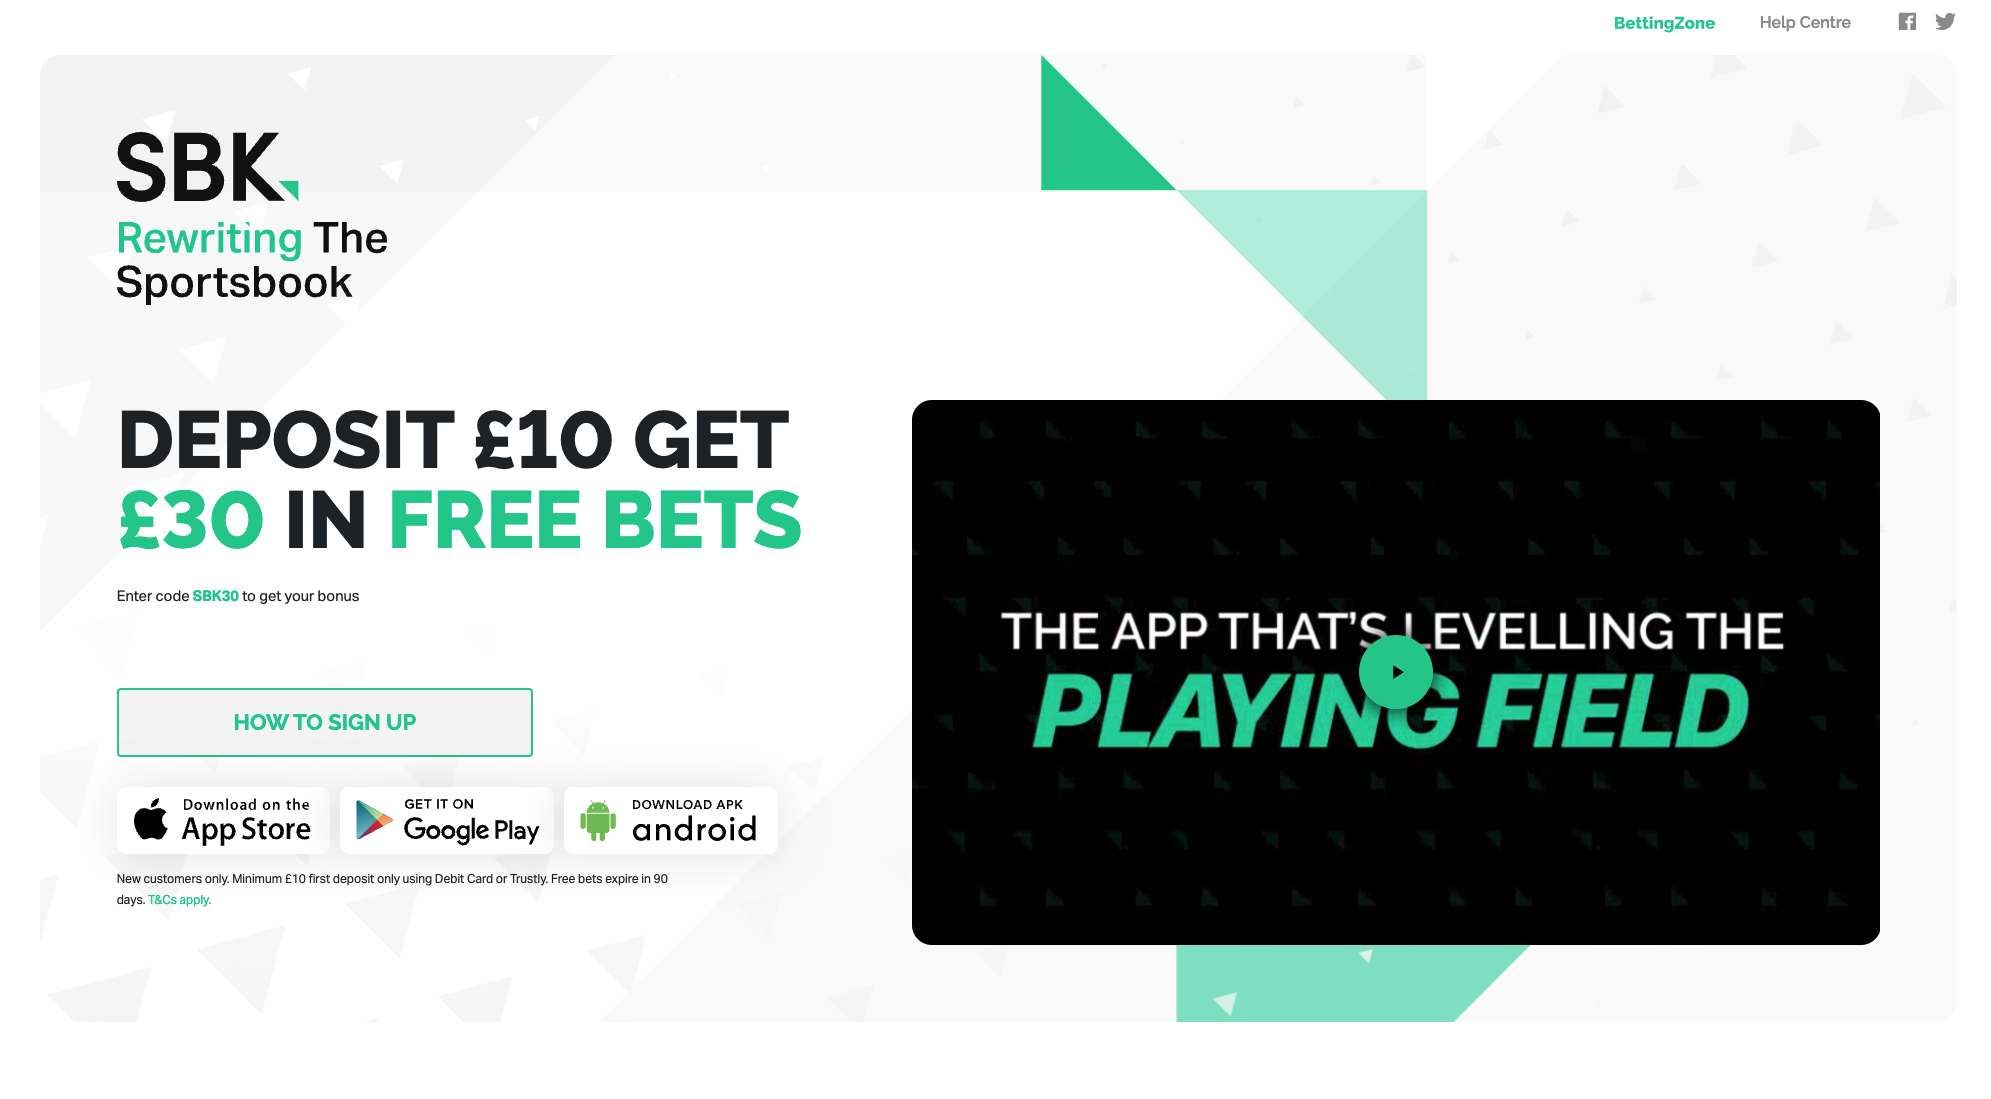 BettingZone
Help Centre
SBK
Rewriting The
Sportsbook
DEPOSIT £10 GET
£30 IN FREE BETS
Enter code SBK30 to get your bonus
HOW TO SIGN UP
Download on the
App Store
GET IT ON
Google Play
DOWNLOAD APK
android
New customers only. Minimum £10 first deposit only using Debit Card or Trustly. Free bets expire in 90
days. T&Cs apply.
THE APP THAT'S LEVELLING THE
PLAYING FIELD